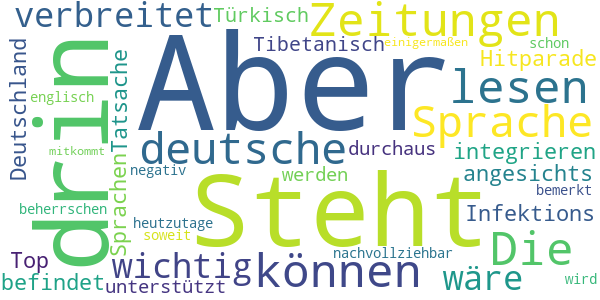 verbreitet
Türkisch
Zeitungen
Aber
Tibetanisch
einigermaßen
schon
Hitparade
Deutschland
drin
Tatsache
englisch
lesen
Sprache
deutsche
durchaus
integrieren
mitkommt
Sprachen
negativ
werden
Steht
angesichts
bemerkt
beherrschen
heutzutage
Infektions
soweit
Die
Top
wichtig
können
nachvollziehbar
wäre
befindet
unterstützt
wird